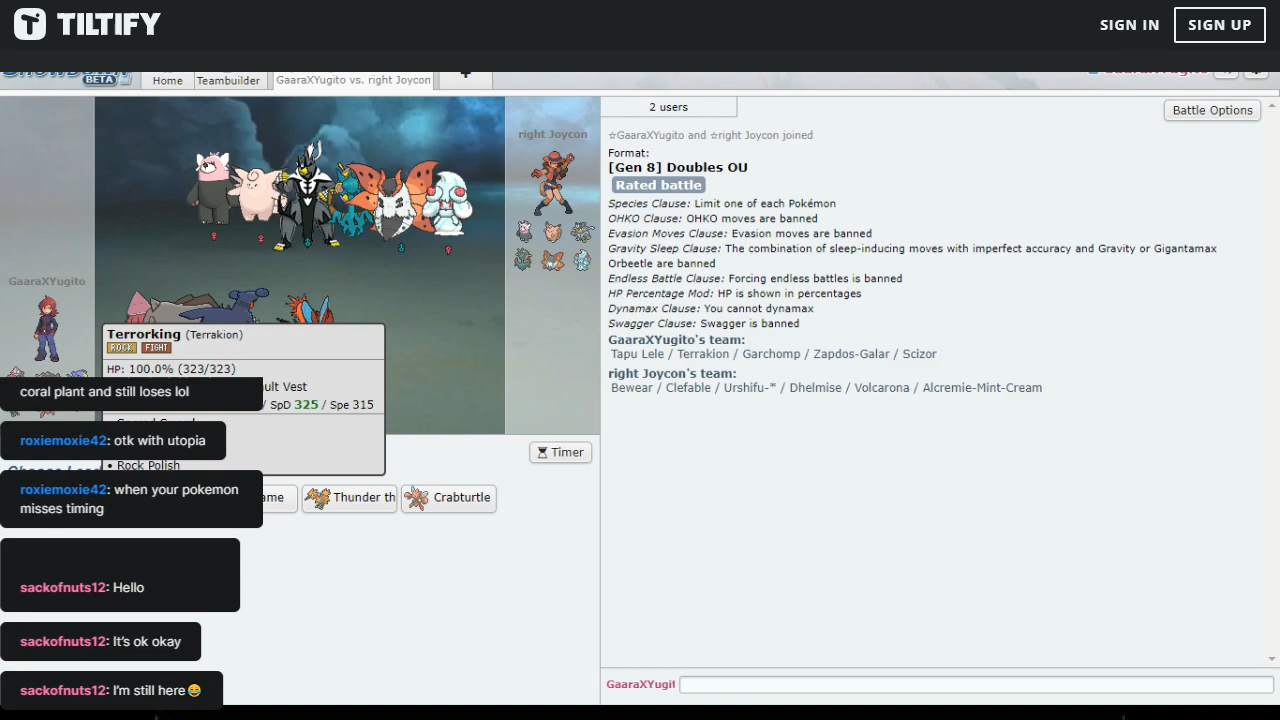 TILTIFY
SIGN IN
SIGN UP
BETA
Home
Teambuilder
GaaraXYugito vs. right Joycon
+
2 users
Battle Options
☆GaaraXYugito and ☆right Joycon joined
Format:
[Gen 8] Doubles OU
Rated battle
Species Clause: Limit one of each Pokémon
OHKO Clause: OHKO moves are banned
Evasion Moves Clause: Evasion moves are banned
Gravity Sleep Clause: The combination of sleep-inducing moves with imperfect accuracy and Gravity or Gigantamax
Orbeetle are banned
Endless Battle Clause: Forcing endless battles is banned
HP Percentage Mod: HP is shown in percentages
Dynamax Clause: You cannot dynamax
Swagger Clause: Swagger is banned
GaaraXYugito's team:
Tapu Lele / Terrakion / Garchomp / Zapdos-Galar / Scizor
right Joycon's team:
Bewear / Clefable / Urshifu-* / Dhelmise / Volcarona / Alcremie-Mint-Cream
right Joycon
GaaraXYugito
Terrorking (Terrakion)
ROCK FIGHT
HP: 100.0% (323/323)
ult Vest
/ SpD 325 / Spe 315
• Rock Polish
Timer
ame
Thunder th
Crabturtle
coral plant and still loses lol
roxiemoxie42: otk with utopia
roxiemoxie42: when your pokemon
misses timing
sackofnuts12: Hello
sackofnuts12: It's ok okay
sackofnuts12: I'm still here😂
GaaraXYugit